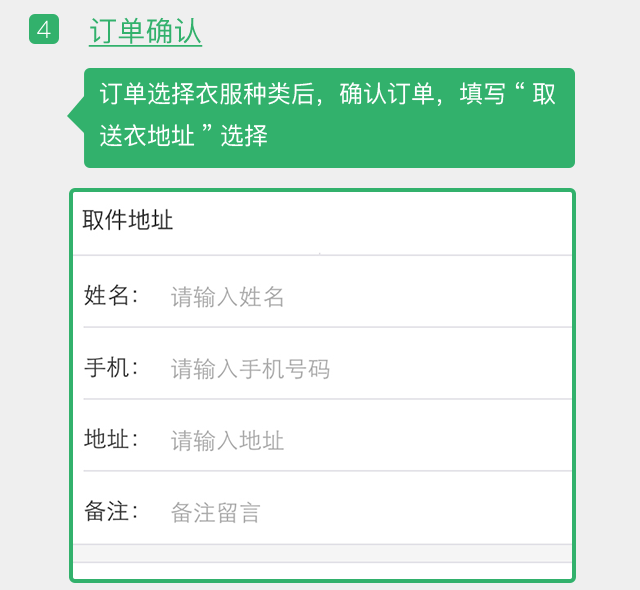 4 订单确认
订单选择衣服种类后，确认订单，填写“取
送衣地址”选择
取件地址
姓名： 请输入姓名
手机： 请输入手机号码
地址： 请输入地址
备注： 备注留言